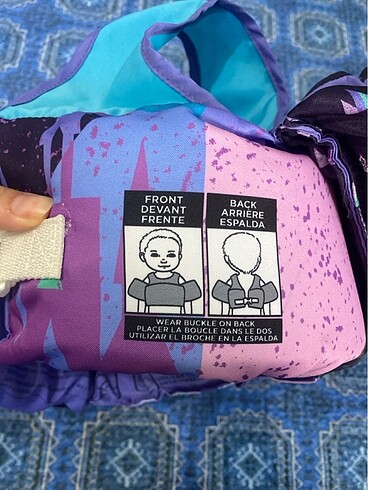 FRONT
DEVANT
FRENTE
BACK
ARRIÈRE
ESPALDA
WEAR BUCKLE ON BACK
PLACER LA BOUCLE DANS LE DOS
UTILIZAR EL BROCHE EN LA ESPALDA